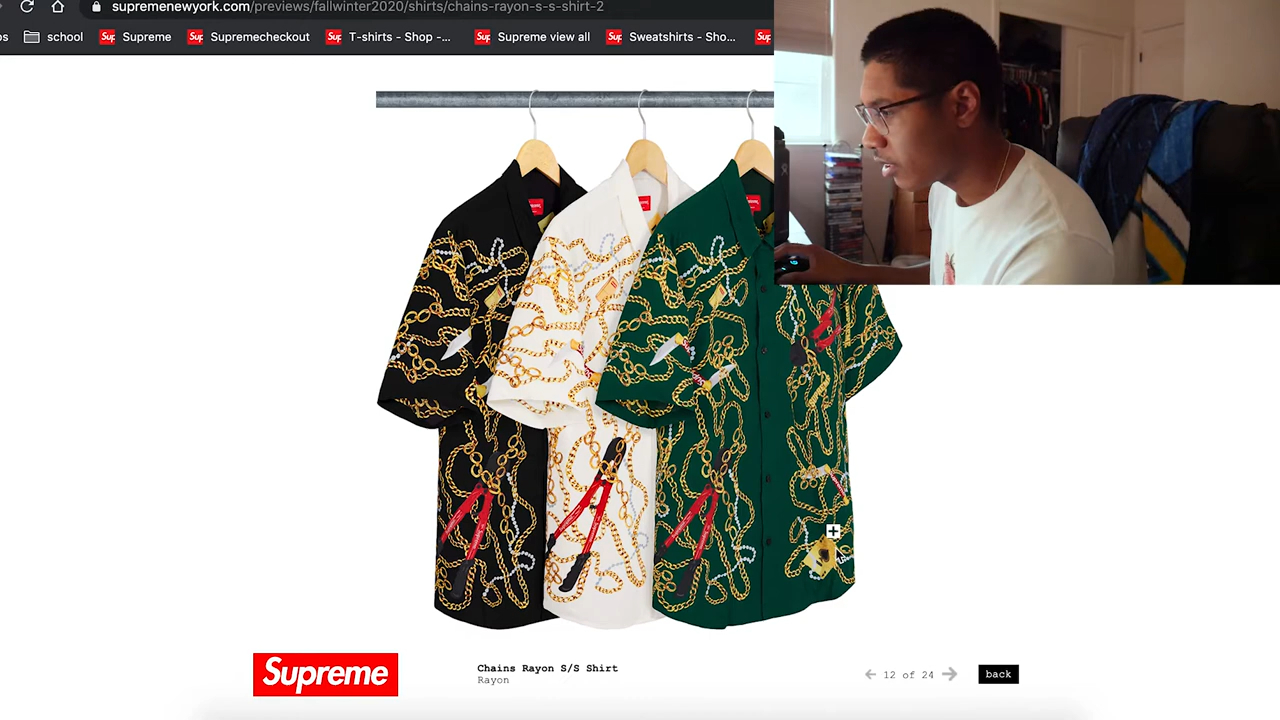 supremenewyork.com/previews/fallwinter2020/shirts/chains-rayon-s-s-shirt-2
school Supreme Supremecheckout T-shirts - Shop -... Supreme view all Sweatshirts - Sho...
Supreme
Chains Rayon S/S Shirt
Rayon
12 of 24
back